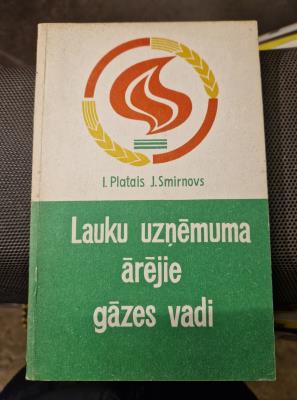 I. Platais J. Smirnovs
Lauku uzņēmuma
ārējie
gāzes vadi